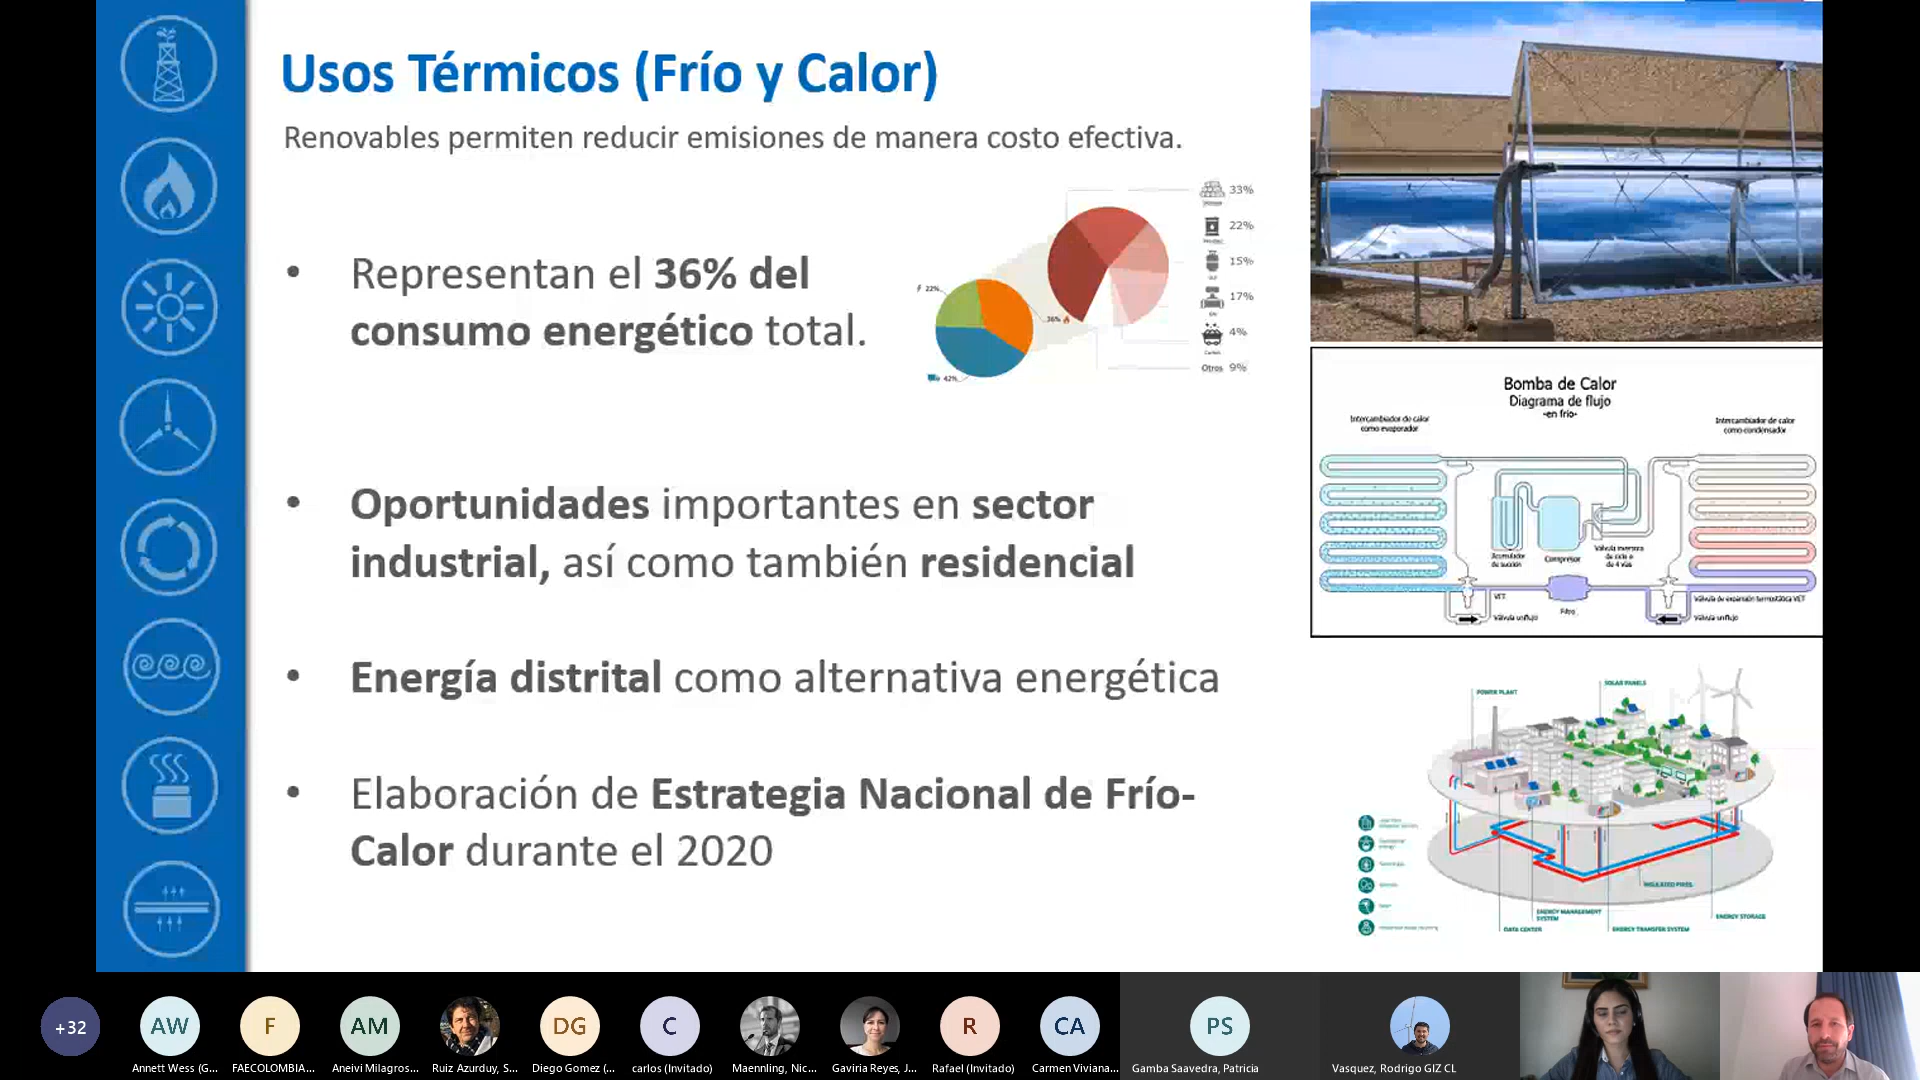 Usos Térmicos (Frío y Calor)
Renovables permiten reducir emisiones de manera costo efectiva.
• Representan el 36% del
consumo energético total.
22%
36%
42%
33%
22%
15%
17%
4%
Otros 9%
• Oportunidades importantes en sector
industrial, así como también residencial
• Energía distrital como alternativa energética
• Elaboración de Estrategia Nacional de Frío-
Calor durante el 2020
Bomba de Calor
Diagrama de flujo
-en frío-
Intercambiador de calor
como evaporador
Intercambiador de calor
como condensador
Acumulador
de succión
Compresor
Válvula inversora
de ciclo o
de 4 vías
VET
Filtro
Válvula de expansión termostática VET
Válvula unflujo
Válvula unflujo
POWER PLANT
SOLAR PANELS
INSULATED PIPES
ENERGY MANAGEMENT
SYSTEM
ENERGY STORAGE
DATA CENTER
ENERGY TRANSFER SYSTEM
+32
AW
F
AM
DG
C
R
CA
PS
Annett Wess (G...
FAECOLOMBIA...
Aneivi Milagros...
Ruiz Azurduy, S...
Diego Gomez (...
carlos (Invitado)
Maennling, Nic...
Gaviria Reyes, J...
Rafael (Invitado)
Carmen Viviana...
Gamba Saavedra, Patricia
Vasquez, Rodrigo GIZ CL